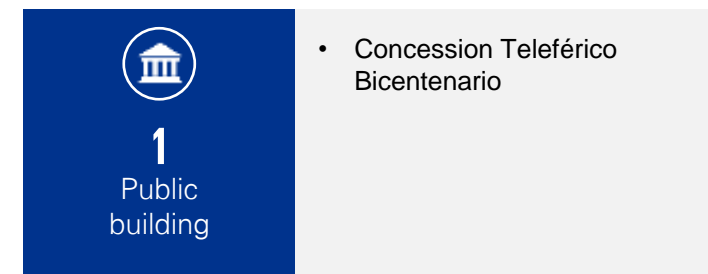 1
Public
building
• Concession Teleférico
Bicentenario